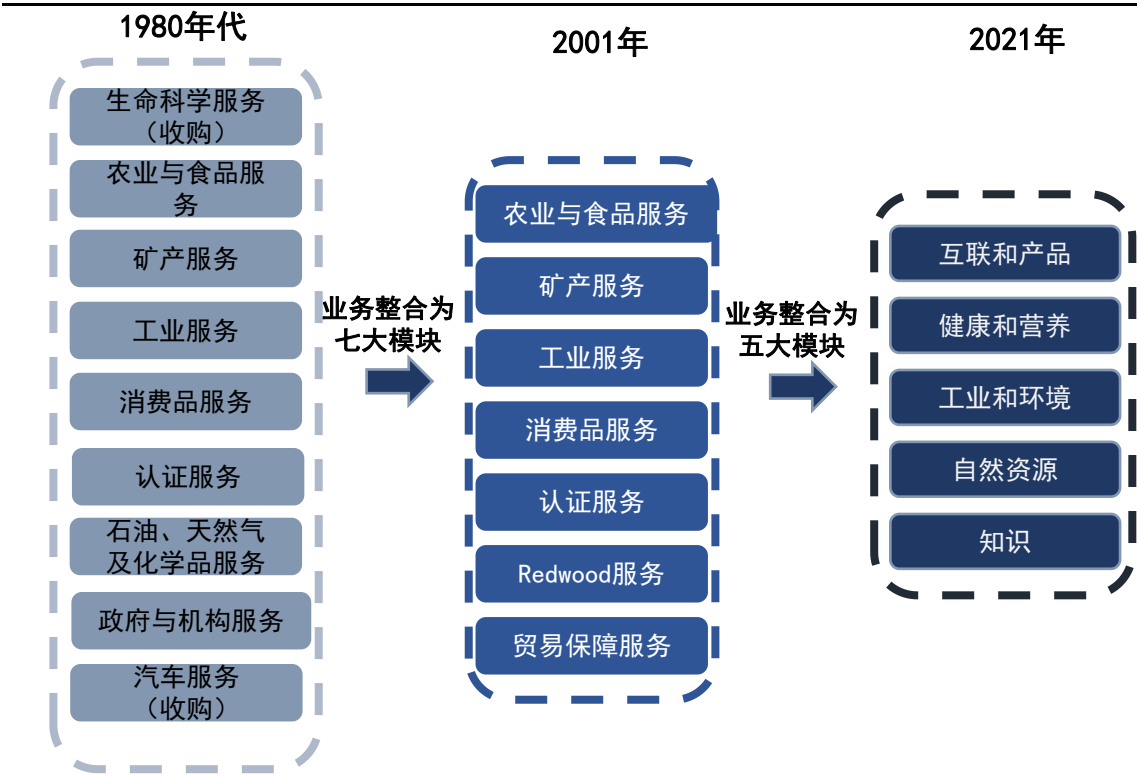 1980年代
生命科学服务
（收购）
农业与食品服
务
矿产服务
工业服务
消费品服务
认证服务
石油、天然气
及化学品服务
政府与机构服务
汽车服务
（收购）
业务整合为
七大模块
2001年
农业与食品服务
矿产服务
工业服务
消费品服务
认证服务
Redwood服务
贸易保障服务
业务整合为
五大模块
2021年
互联和产品
健康和营养
工业和环境
自然资源
知识